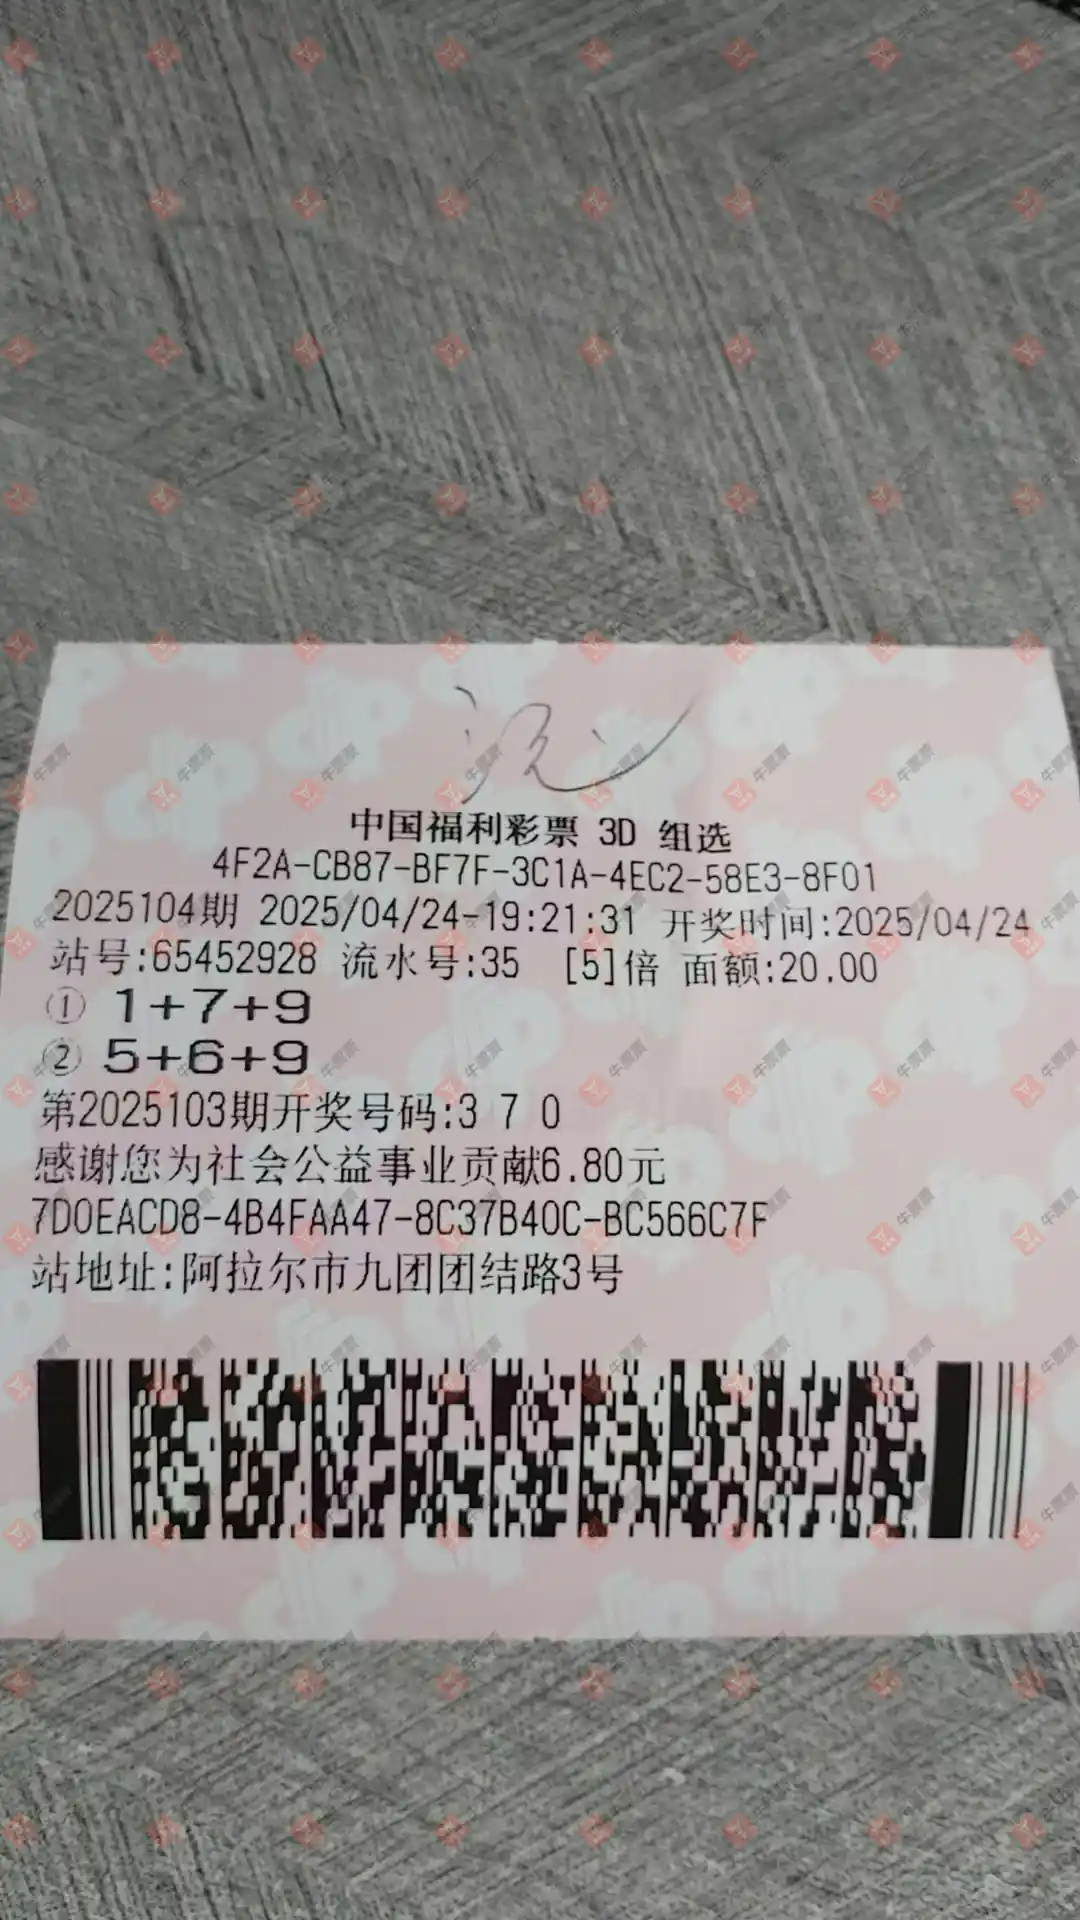 中国福利彩票 3D 组选
4F2A-CB87-BF7F-3C1A-4EC2-58E3-8F01
2025104期 2025/04/24-19:21:31 开奖时间:2025/04/24
站号:65452928 流水号:35 [5]倍 面额:20.00
① 1+7+9
② 5+6+9
第2025103期开奖号码:3 7 0
感谢您为社会公益事业贡献6.80元
7D0EACD8-4B4FAA47-8C37B40C-BC566C7F
站地址:阿拉尔市九团团结路3号